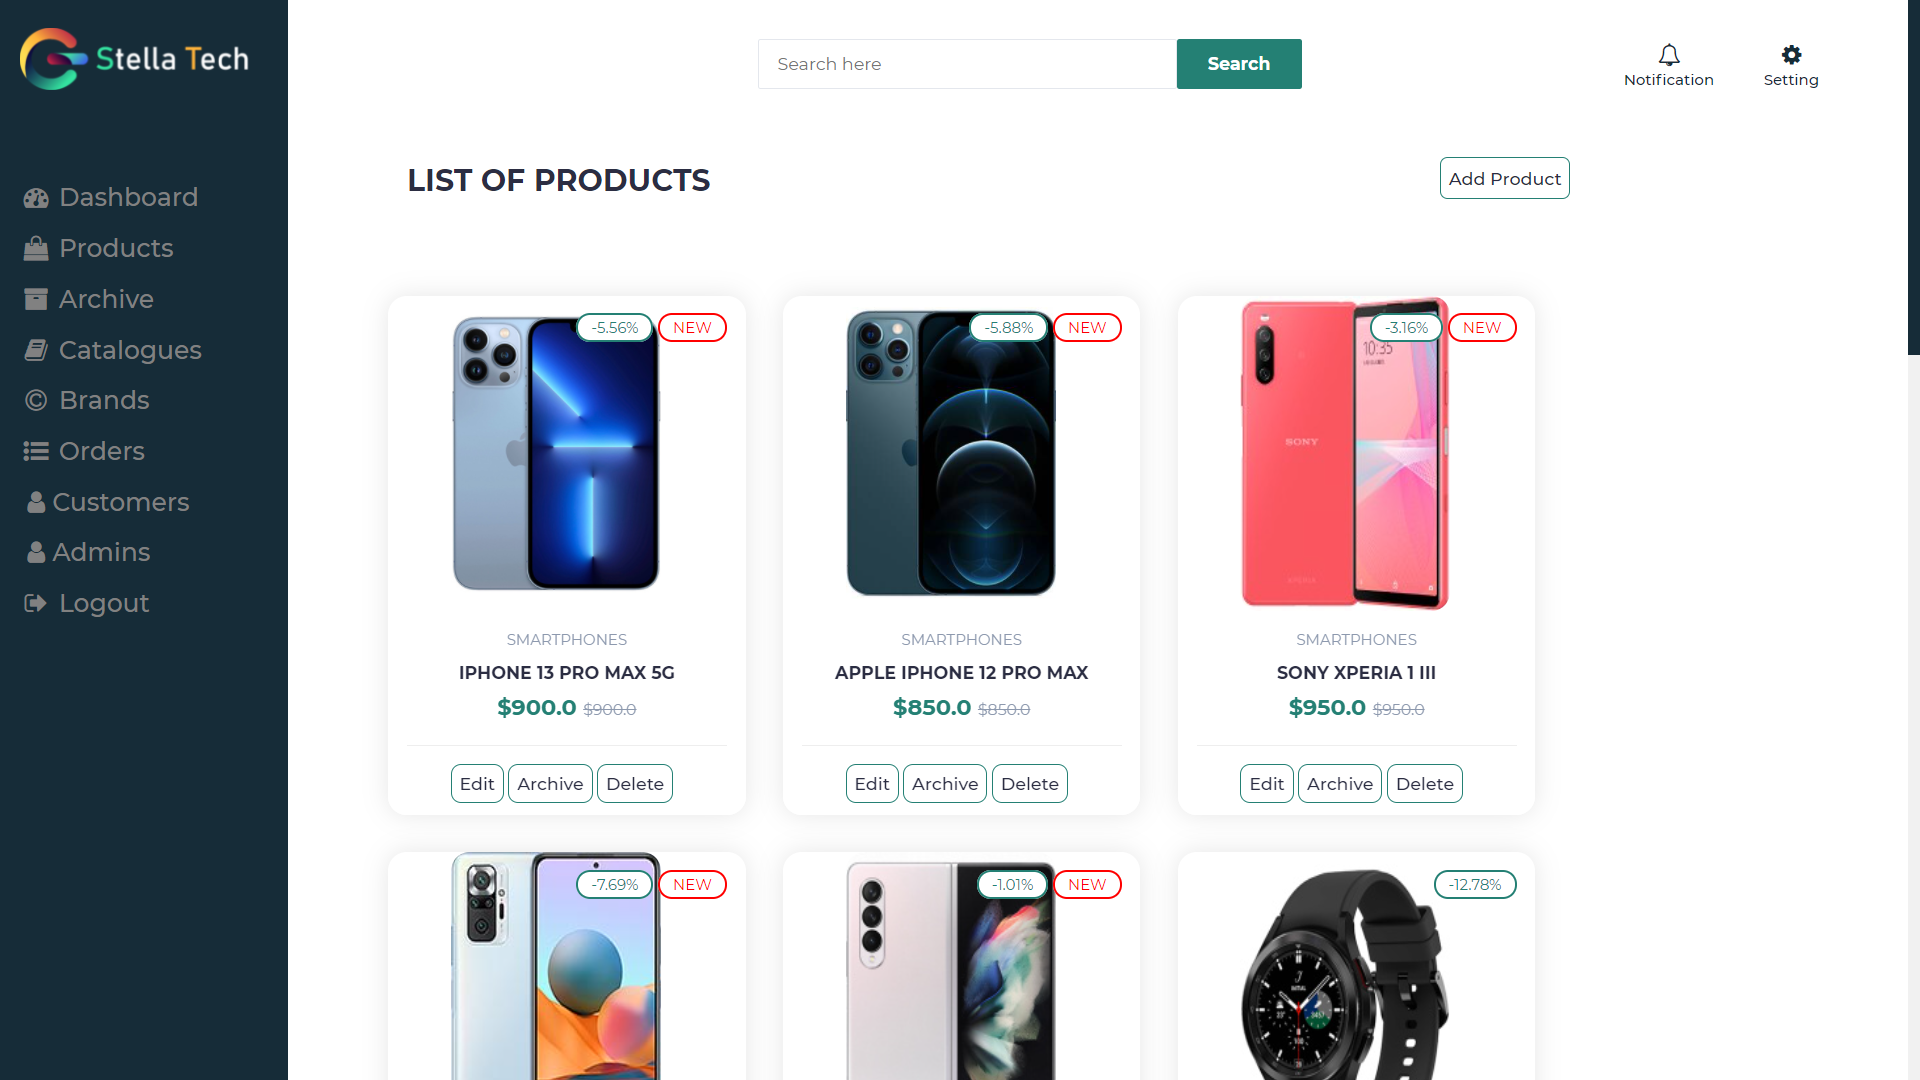 Stella Tech
Search here
Search
Notification
Setting
Dashboard
Products
Archive
Catalogues
Brands
Orders
Customers
Admins
Logout
LIST OF PRODUCTS
Add Product
-5.56% NEW
SMARTPHONES
IPHONE 13 PRO MAX 5G
$900.0 $900.0
Edit Archive Delete
-5.88% NEW
SMARTPHONES
APPLE IPHONE 12 PRO MAX
$850.0 $850.0
Edit Archive Delete
-3.16% NEW
10:35
SONY
XPERIA
SMARTPHONES
SONY XPERIA 1 III
$950.0 $950.0
Edit Archive Delete
-7.69% NEW
-1.01% NEW
-12.78%